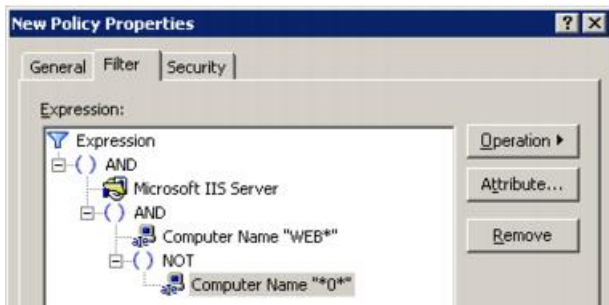 New Policy Properties
General Filter Security
Expression:
Expression
Operation
AND
Microsoft IIS Server
Attribute...
AND
Computer Name "WEB*"
Remove
NOT
Computer Name "*0*"